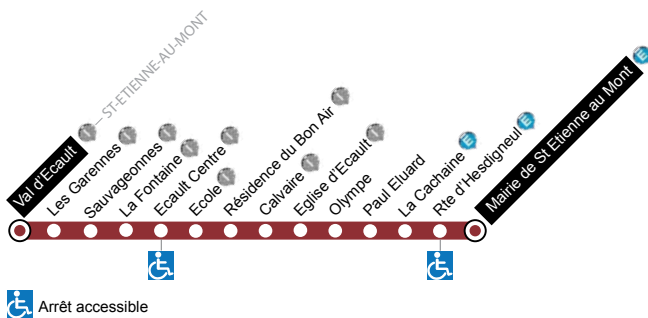 ST-ETIENNE-AU-MONT
Val d'Ecault
Les Garennes
Sauvageonnes
La Fontaine
Ecault Centre
Ecole
Résidence du Bon Air
Calvaire
Eglise d'Ecault
Olympe
Paul Eluard
La Cachaine
E
Rte d'Hesdigneul
E
Mairie de St Etienne au Mont
E
Arrêt accessible